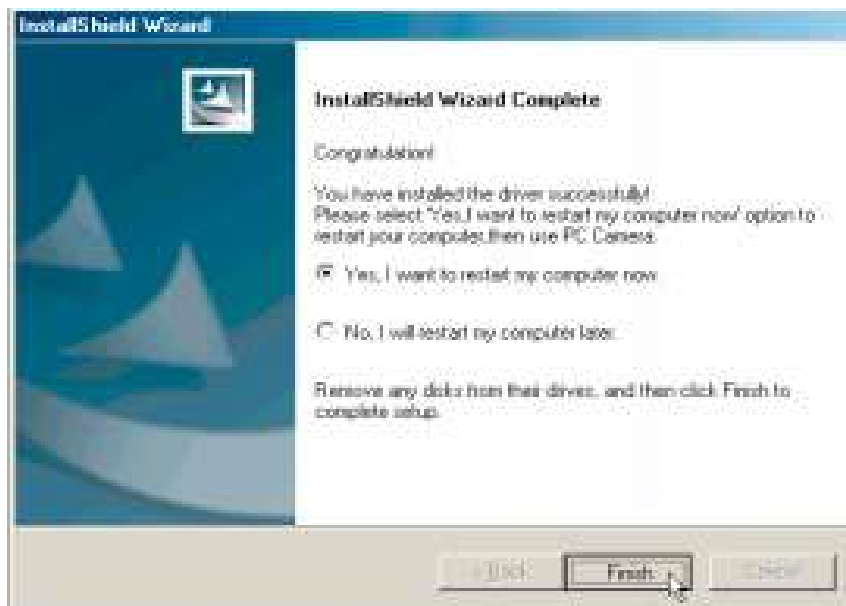 InstallShield Wizard
InstallShield Wizard Complete
Congratulation!
You have installed the driver successfully!
Please select 'Yes,I want to restart my computer now' option to
restart your computer,then use PC Camera.
Yes, I want to restart my computer now.
No, I will restart my computer later.
Remove any disks from their drives, and then click Finish to
complete setup.
< Back
Finish
Cancel